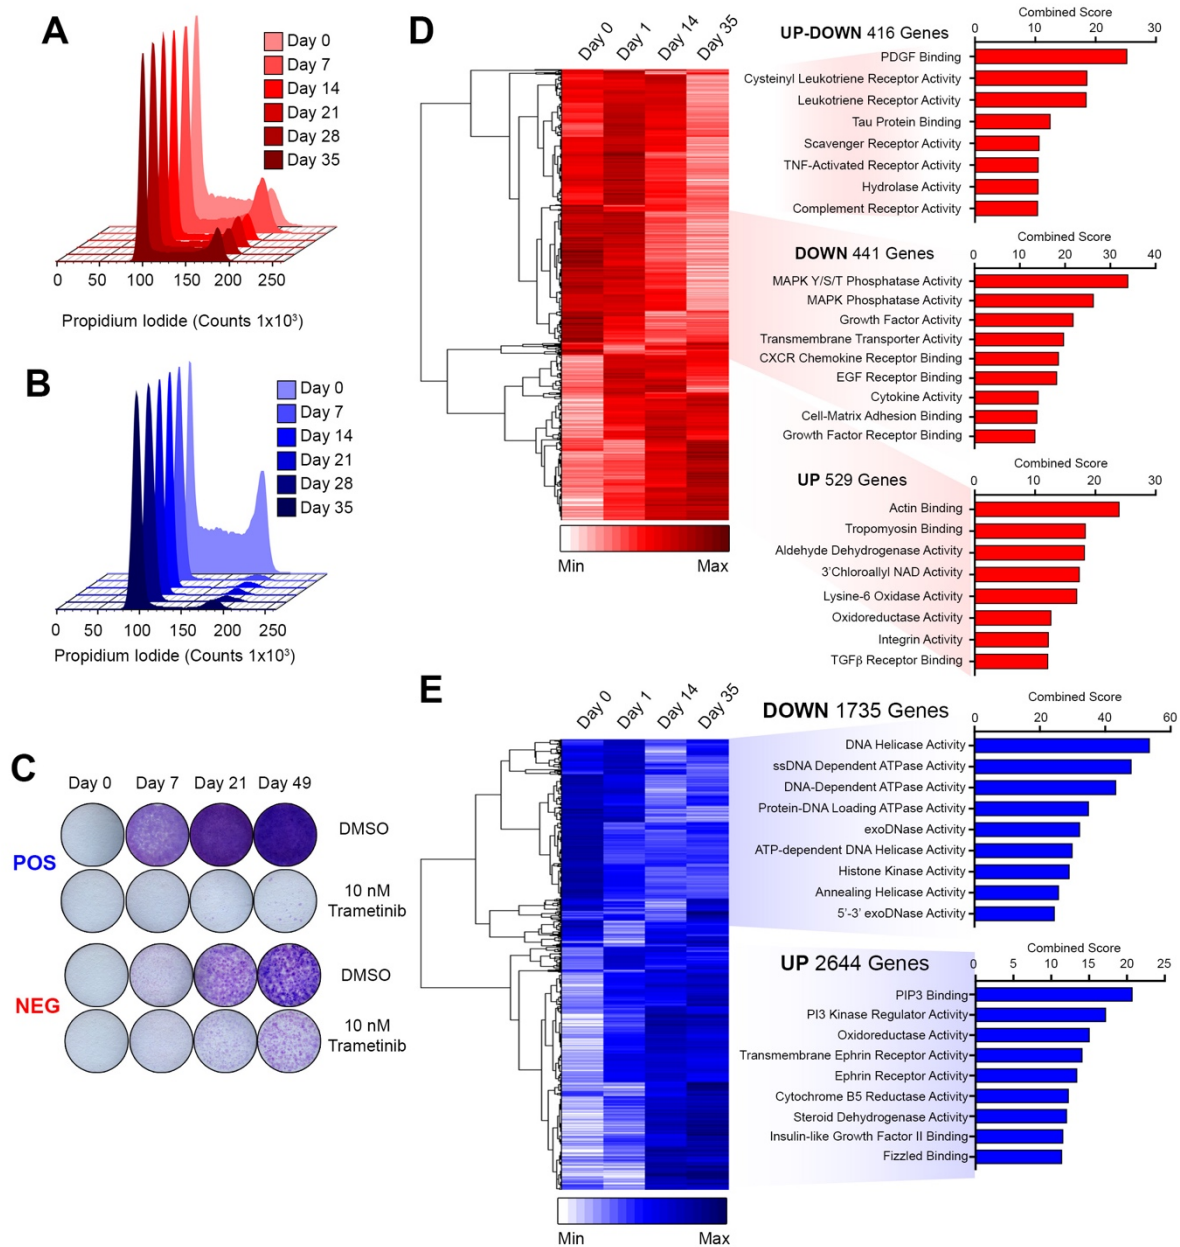 A
Day 0
Day 7
Day 14
Day 21
Day 28
Day 35
0 50 100 150 200 250
Propidium Iodide (Counts 1x10³)
B
Day 0
Day 7
Day 14
Day 21
Day 28
Day 35
0 50 100 150 200 250
Propidium Iodide (Counts 1x10³)
C
Day 0 Day 7 Day 21 Day 49
POS
DMSO
10 nM
Trametinib
NEG
DMSO
10 nM
Trametinib
D
Day 0 Day 1 Day 14 Day 35
Min Max
UP-DOWN 416 Genes
Combined Score
0 10 20 30
PDGF Binding
Cysteinyl Leukotriene Receptor Activity
Leukotriene Receptor Activity
Tau Protein Binding
Scavenger Receptor Activity
TNF-Activated Receptor Activity
Hydrolase Activity
Complement Receptor Activity
DOWN 441 Genes
Combined Score
0 10 20 30 40
MAPK Y/S/T Phosphatase Activity
MAPK Phosphatase Activity
Growth Factor Activity
Transmembrane Transporter Activity
CXCR Chemokine Receptor Binding
EGF Receptor Binding
Cytokine Activity
Cell-Matrix Adhesion Binding
Growth Factor Receptor Binding
UP 529 Genes
Combined Score
0 10 20 30
Actin Binding
Tropomyosin Binding
Aldehyde Dehydrogenase Activity
3'Chloroallyl NAD Activity
Lysine-6 Oxidase Activity
Oxidoreductase Activity
Integrin Activity
TGFβ Receptor Binding
E
Day 0 Day 1 Day 14 Day 35
Min Max
DOWN 1735 Genes
Combined Score
0 20 40 60
DNA Helicase Activity
ssDNA Dependent ATPase Activity
DNA-Dependent ATPase Activity
Protein-DNA Loading ATPase Activity
exoDNase Activity
ATP-dependent DNA Helicase Activity
Histone Kinase Activity
Annealing Helicase Activity
5'-3' exoDNase Activity
UP 2644 Genes
Combined Score
0 5 10 15 20 25
PIP3 Binding
PI3 Kinase Regulator Activity
Oxidoreductase Activity
Transmembrane Ephrin Receptor Activity
Ephrin Receptor Activity
Cytochrome B5 Reductase Activity
Steroid Dehydrogenase Activity
Insulin-like Growth Factor II Binding
Fizzled Binding